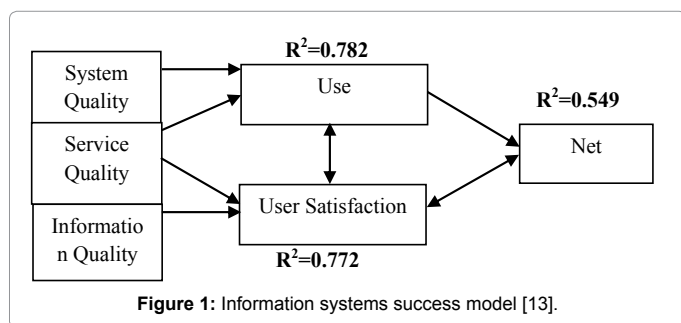 R²=0.782
System
Quality
Use
R²=0.549
Service
Quality
Net
Informatio
n Quality
User Satisfaction
R²=0.772
Figure 1: Information systems success model [13].